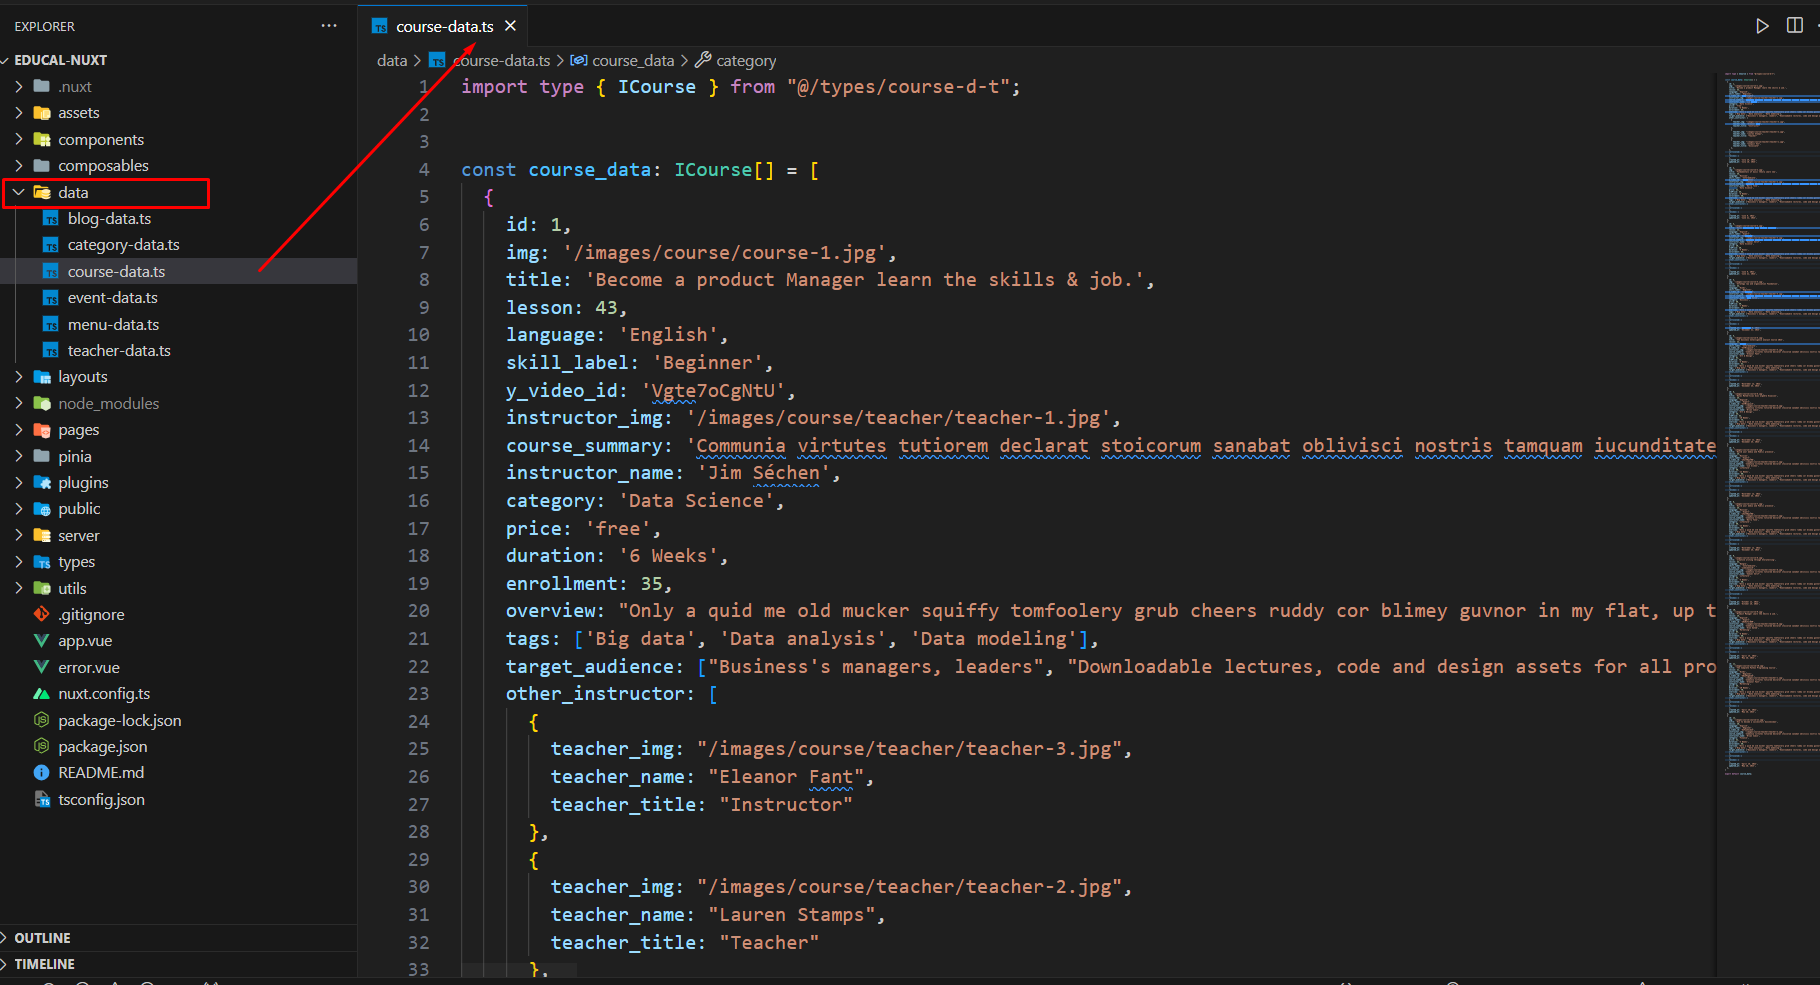 EXPLORER
EDUCAL-NUXT
.nuxt
assets
components
composables
data
blog-data.ts
category-data.ts
course-data.ts
event-data.ts
menu-data.ts
teacher-data.ts
layouts
node_modules
pages
pinia
plugins
public
server
types
utils
.gitignore
app.vue
error.vue
nuxt.config.ts
package-lock.json
package.json
README.md
tsconfig.json
OUTLINE
TIMELINE
course-data.ts
data > course-data.ts > course_data > category
1 import type { ICourse } from "@/types/course-d-t";
2
3
4 const course_data: ICourse[] = [
5 {
6 id: 1,
7 img: '/images/course/course-1.jpg',
8 title: 'Become a product Manager learn the skills & job.',
9 lesson: 43,
10 language: 'English',
11 skill_label: 'Beginner',
12 y_video_id: 'Vgte7oCgNtU',
13 instructor_img: '/images/course/teacher/teacher-1.jpg',
14 course_summary: 'Communia virtutes tutiorem declarat stoicorum sanabat oblivisci nostris tamquam iucunditate
15 instructor_name: 'Jim Séchen',
16 category: 'Data Science',
17 price: 'free',
18 duration: '6 Weeks',
19 enrollment: 35,
20 overview: "Only a quid me old mucker squiffy tomfoolery grub cheers ruddy cor blimey guvnor in my flat, up t
21 tags: ['Big data', 'Data analysis', 'Data modeling'],
22 target_audience: ["Business's managers, leaders", "Downloadable lectures, code and design assets for all pro
23 other_instructor: [
24 {
25 teacher_img: "/images/course/teacher/teacher-3.jpg",
26 teacher_name: "Eleanor Fant",
27 teacher_title: "Instructor"
28 },
29 {
30 teacher_img: "/images/course/teacher/teacher-2.jpg",
31 teacher_name: "Lauren Stamps",
32 teacher_title: "Teacher"
33 },